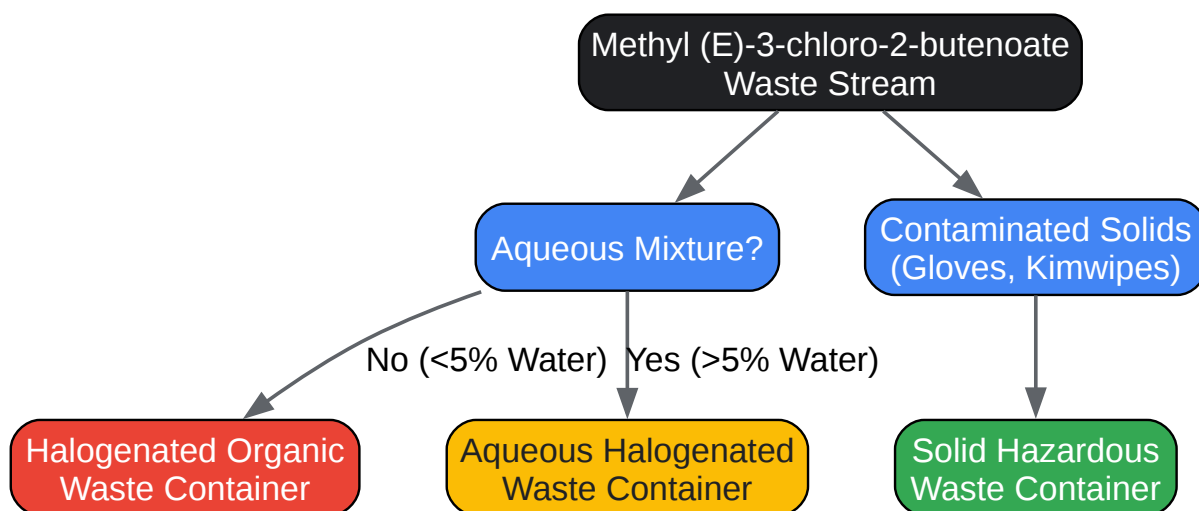 Methyl (E)-3-chloro-2-butenoate
Waste Stream
Aqueous Mixture?
Contaminated Solids
(Gloves, Kimwipes)
No (<5% Water)
Yes (>5% Water)
Halogenated Organic
Waste Container
Aqueous Halogenated
Waste Container
Solid Hazardous
Waste Container